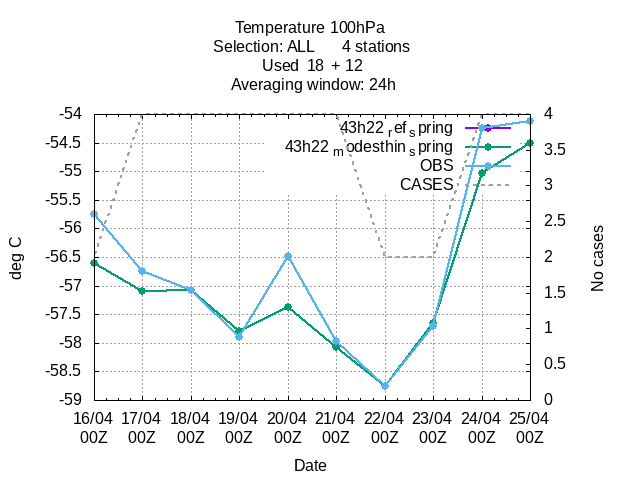 Temperature 100hPa
Selection: ALL 4 stations
Used 18 + 12
Averaging window: 24h
-54
-54.5
-55
-55.5
-56
-56.5
-57
-57.5
-58
-58.5
-59
deg C
43h22 ref spring
43h22 modesthin spring
OBS
CASES
4
3.5
3
2.5
2
1.5
1
0.5
0
No cases
16/04 17/04 18/04 19/04 20/04 21/04 22/04 23/04 24/04 25/04
00Z 00Z 00Z 00Z 00Z 00Z 00Z 00Z 00Z 00Z
Date